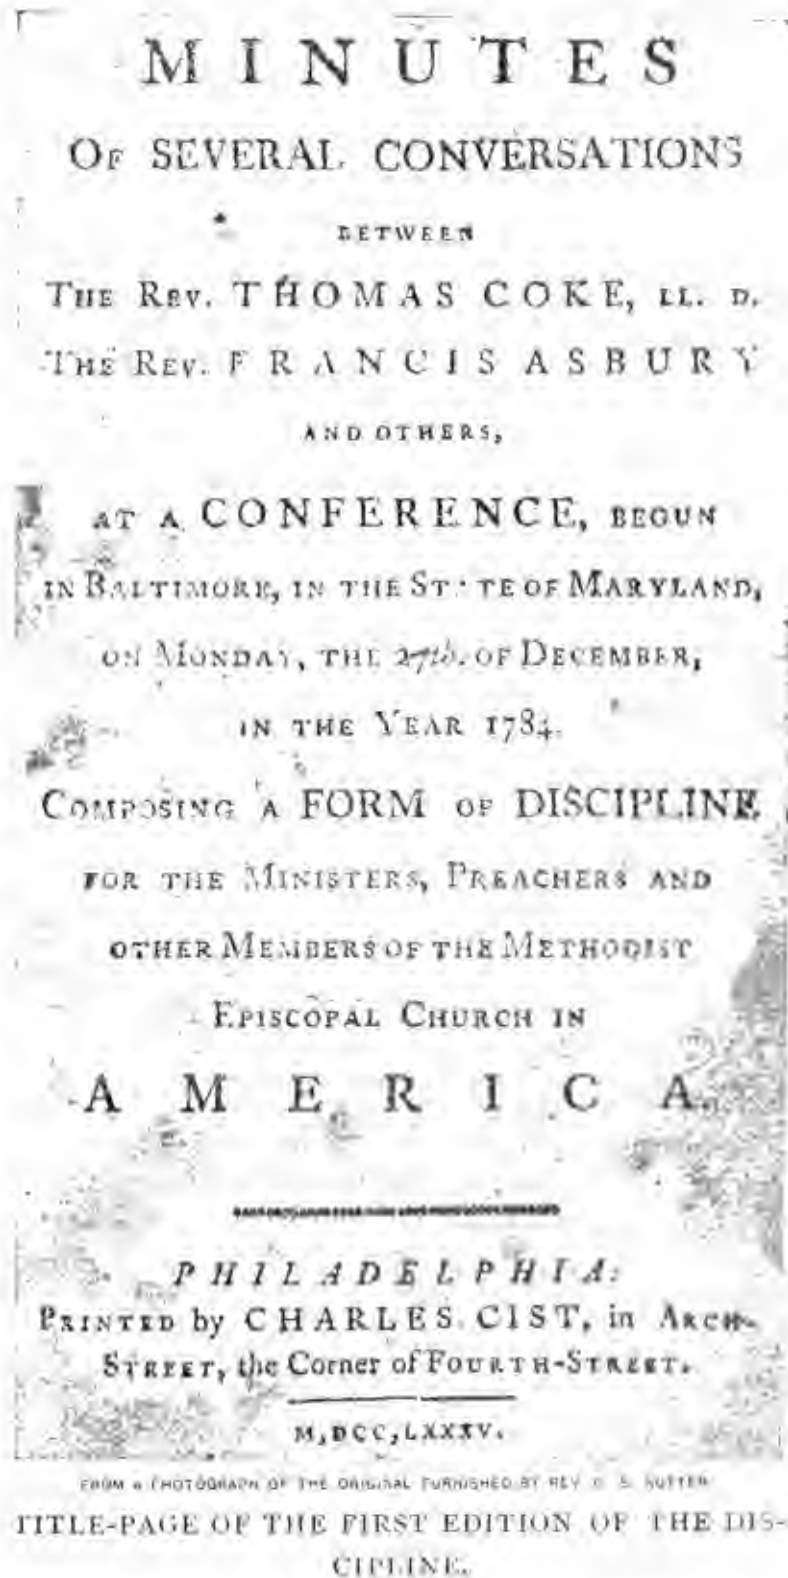 MINUTES
OF SEVERAL CONVERSATIONS
BETWEEN
THE REV. THOMAS COKE, LL. D.
THE REV. FRANCIS ASBURY
AND OTHERS,
AT A CONFERENCE, BEGUN
IN BALTIMORE, IN THE STATE OF MARYLAND,
ON MONDAY, THE 27th. OF DECEMBER,
IN THE YEAR 1784.
COMPOSING A FORM OF DISCIPLINE
FOR THE MINISTERS, PREACHERS AND
OTHER MEMBERS OF THE METHODIST
EPISCOPAL CHURCH IN
AMERICA.
PHILADELPHIA:
PRINTED by CHARLES CIST, in ARCH-
STREET, the Corner of FOURTH-STREET.
M,DCC,LXXXV.
FROM A PHOTOGRAPH OF THE ORIGINAL FURNISHED BY REV
TITLE-PAGE OF THE FIRST EDITION OF THE DIS-
CIPLINE.